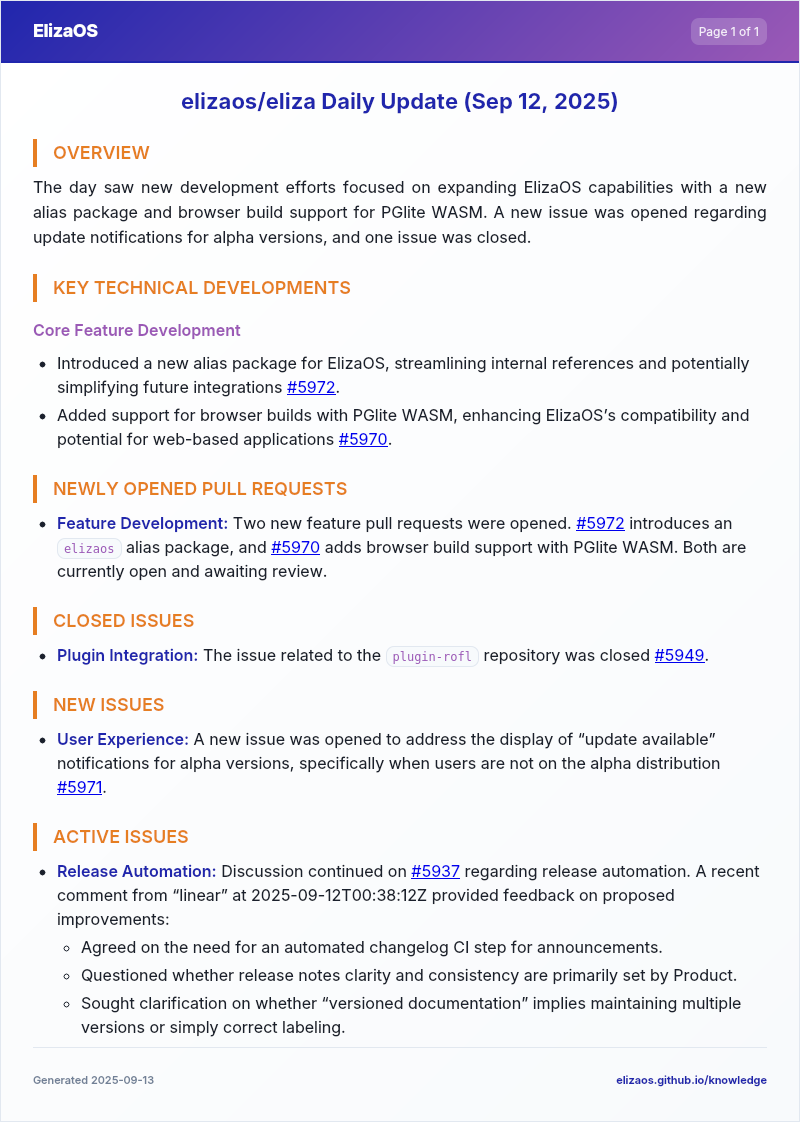 ElizaOS
Page 1 of 1
elizaos/eliza Daily Update (Sep 12, 2025)
OVERVIEW
The day saw new development efforts focused on expanding ElizaOS capabilities with a new
alias package and browser build support for PGlite WASM. A new issue was opened regarding
update notifications for alpha versions, and one issue was closed.
KEY TECHNICAL DEVELOPMENTS
Core Feature Development
• Introduced a new alias package for ElizaOS, streamlining internal references and potentially
simplifying future integrations #5972.
• Added support for browser builds with PGlite WASM, enhancing ElizaOS’s compatibility and
potential for web-based applications #5970.
NEWLY OPENED PULL REQUESTS
• Feature Development: Two new feature pull requests were opened. #5972 introduces an
elizaos alias package, and #5970 adds browser build support with PGlite WASM. Both are
currently open and awaiting review.
CLOSED ISSUES
• Plugin Integration: The issue related to the plugin-rofl repository was closed #5949.
NEW ISSUES
• User Experience: A new issue was opened to address the display of “update available”
notifications for alpha versions, specifically when users are not on the alpha distribution
#5971.
ACTIVE ISSUES
• Release Automation: Discussion continued on #5937 regarding release automation. A recent
comment from “linear” at 2025-09-12T00:38:12Z provided feedback on proposed
improvements:
◦ Agreed on the need for an automated changelog CI step for announcements.
◦ Questioned whether release notes clarity and consistency are primarily set by Product.
◦ Sought clarification on whether “versioned documentation” implies maintaining multiple
versions or simply correct labeling.
Generated 2025-09-13
elizaos.github.io/knowledge